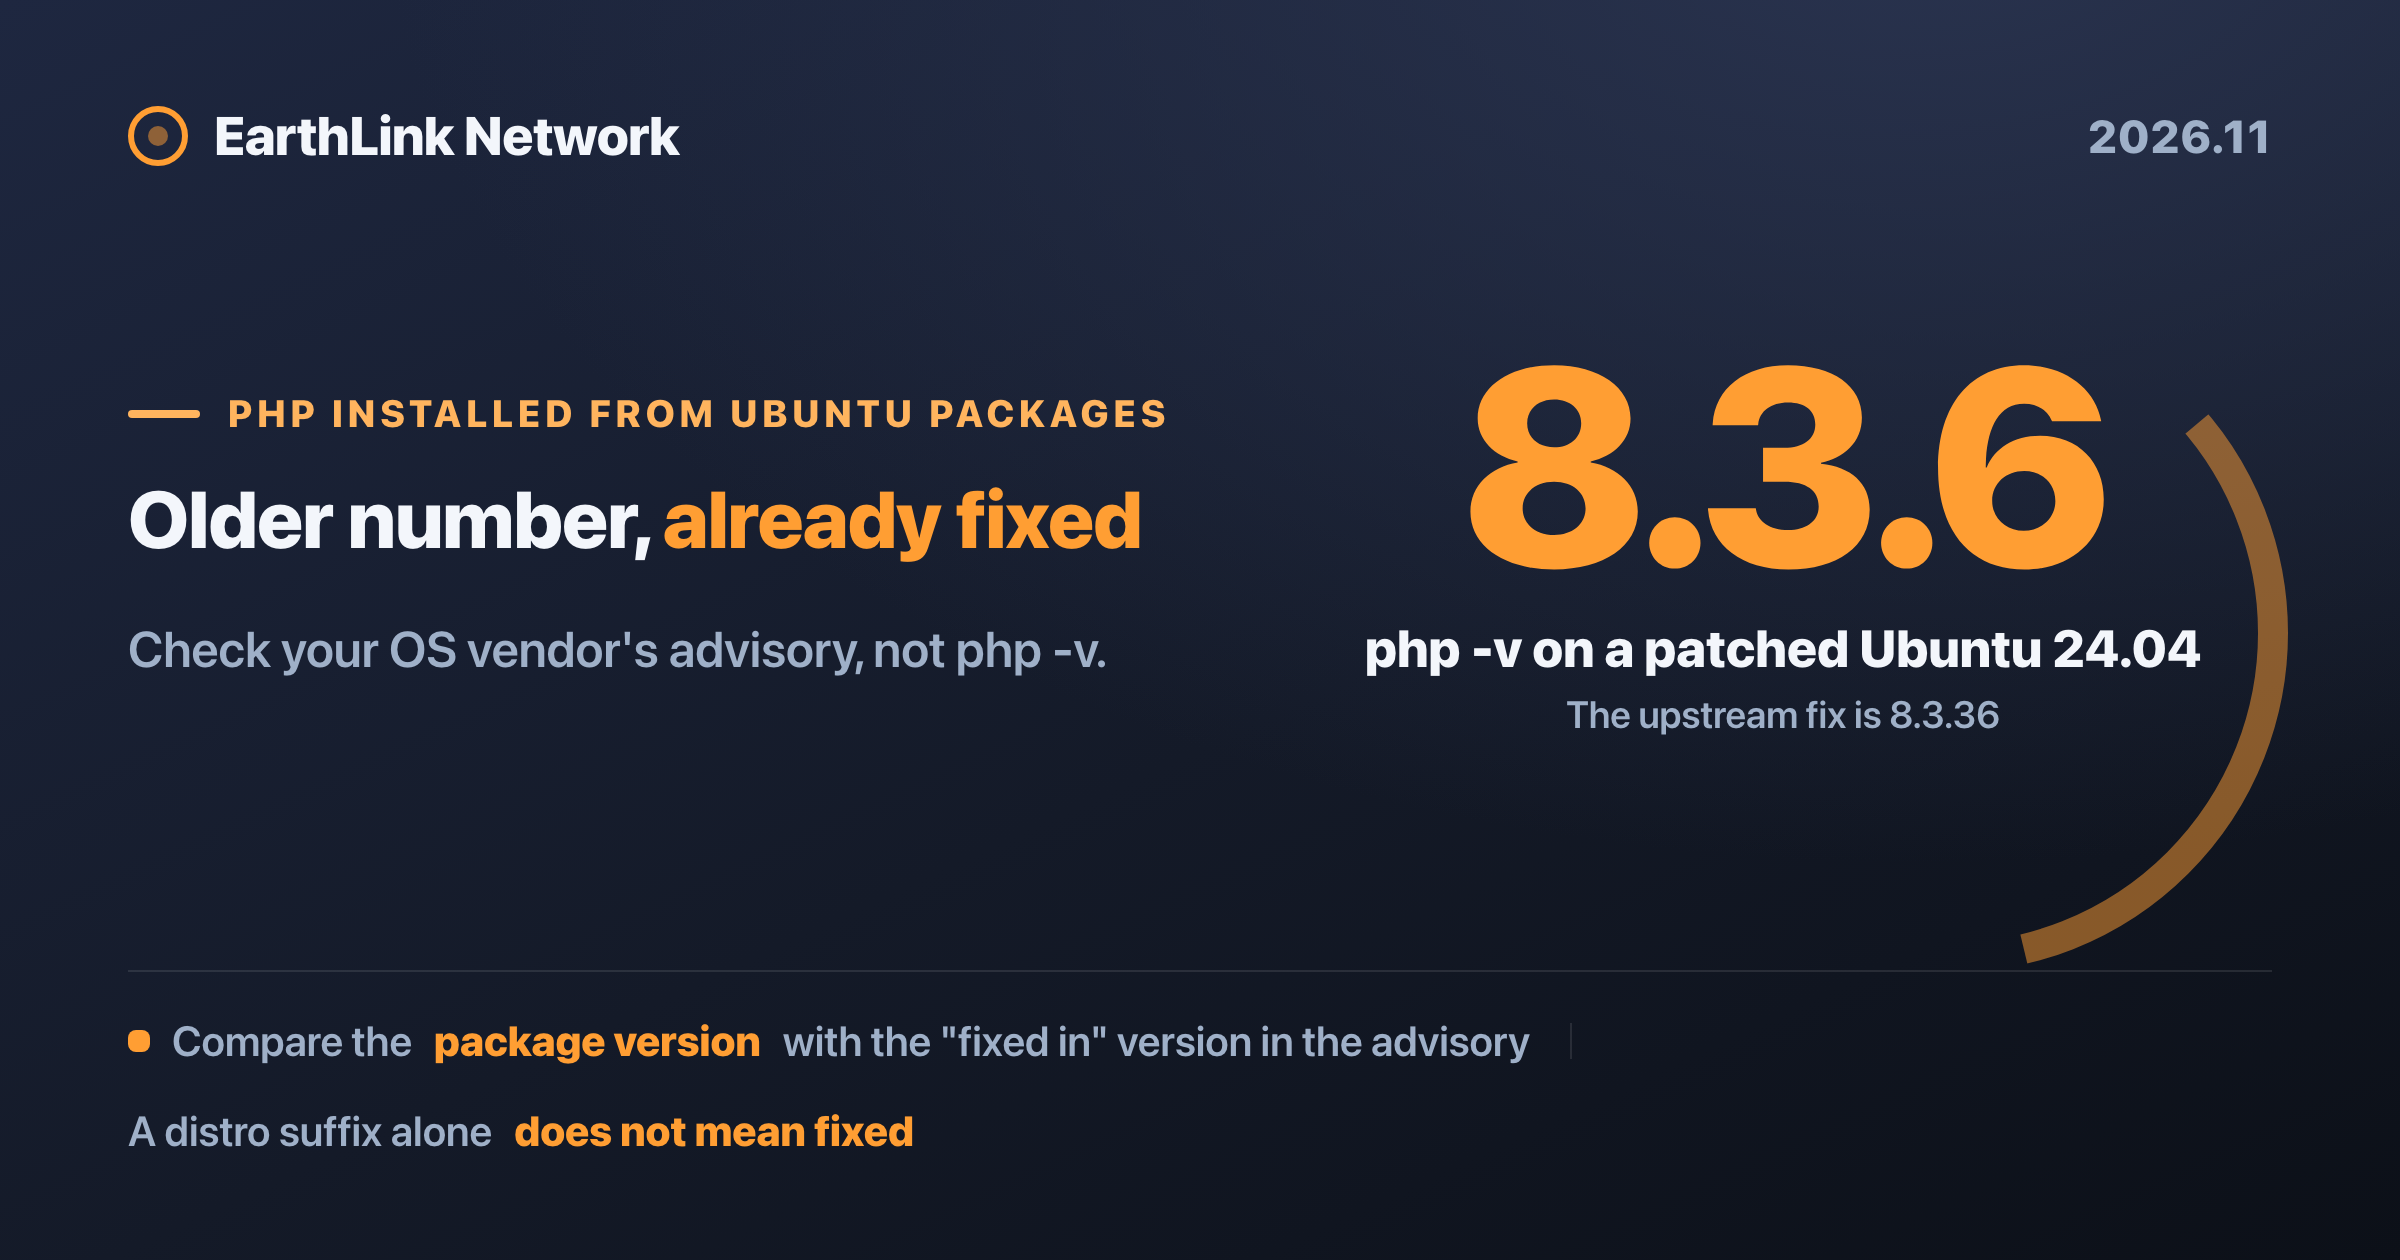 EarthLink Network
2026.11
PHP INSTALLED FROM UBUNTU PACKAGES
Older number, already fixed
Check your OS vendor's advisory, not php -v.
8.3.6
php -v on a patched Ubuntu 24.04
The upstream fix is 8.3.36
Compare the package version with the "fixed in" version in the advisory
A distro suffix alone does not mean fixed